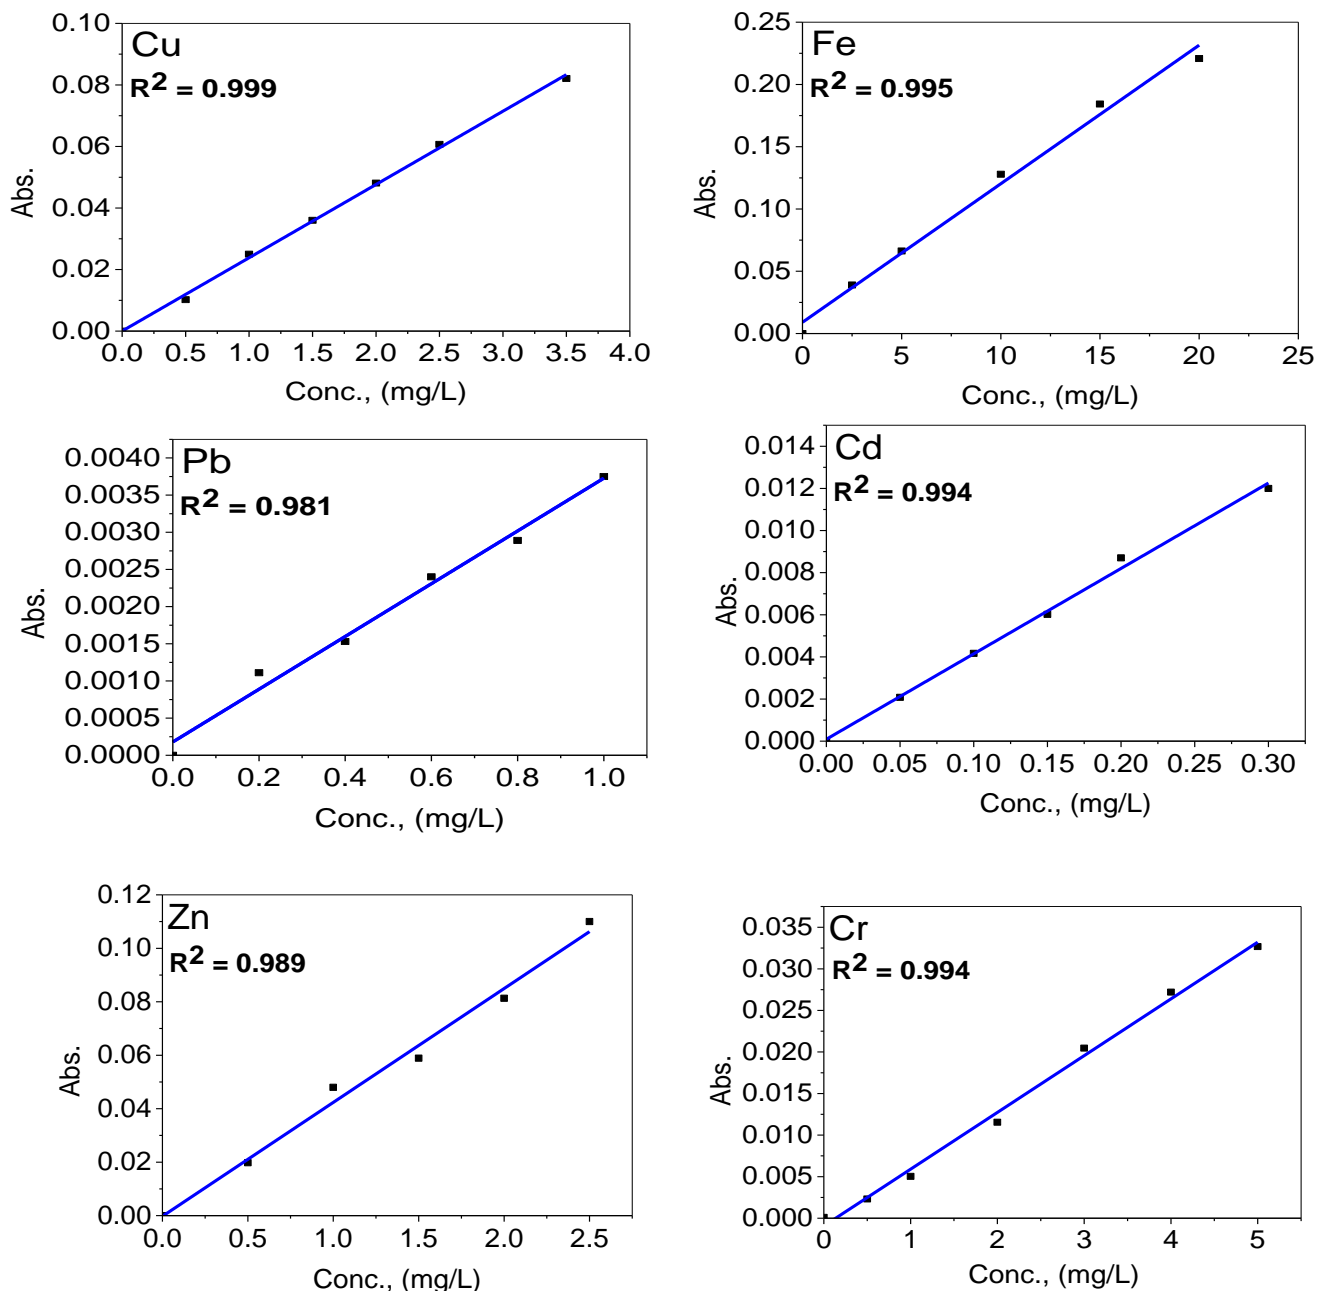 Cu
R² = 0.999
0.10
0.08
0.06
0.04
0.02
0.00
Abs.
0.0 0.5 1.0 1.5 2.0 2.5 3.0 3.5 4.0
Conc., (mg/L)
Fe
R² = 0.995
0.25
0.20
0.15
0.10
0.05
0.00
Abs.
0 5 10 15 20 25
Conc., (mg/L)
Pb
R² = 0.981
0.0040
0.0035
0.0030
0.0025
0.0020
0.0015
0.0010
0.0005
0.0000
Abs.
0.0 0.2 0.4 0.6 0.8 1.0
Conc., (mg/L)
Cd
R² = 0.994
0.014
0.012
0.010
0.008
0.006
0.004
0.002
0.000
Abs.
0.00 0.05 0.10 0.15 0.20 0.25 0.30
Conc., (mg/L)
Zn
R² = 0.989
0.12
0.10
0.08
0.06
0.04
0.02
0.00
Abs.
0.0 0.5 1.0 1.5 2.0 2.5
Conc., (mg/L)
Cr
R² = 0.994
0.035
0.030
0.025
0.020
0.015
0.010
0.005
0.000
Abs.
0 1 2 3 4 5
Conc., (mg/L)